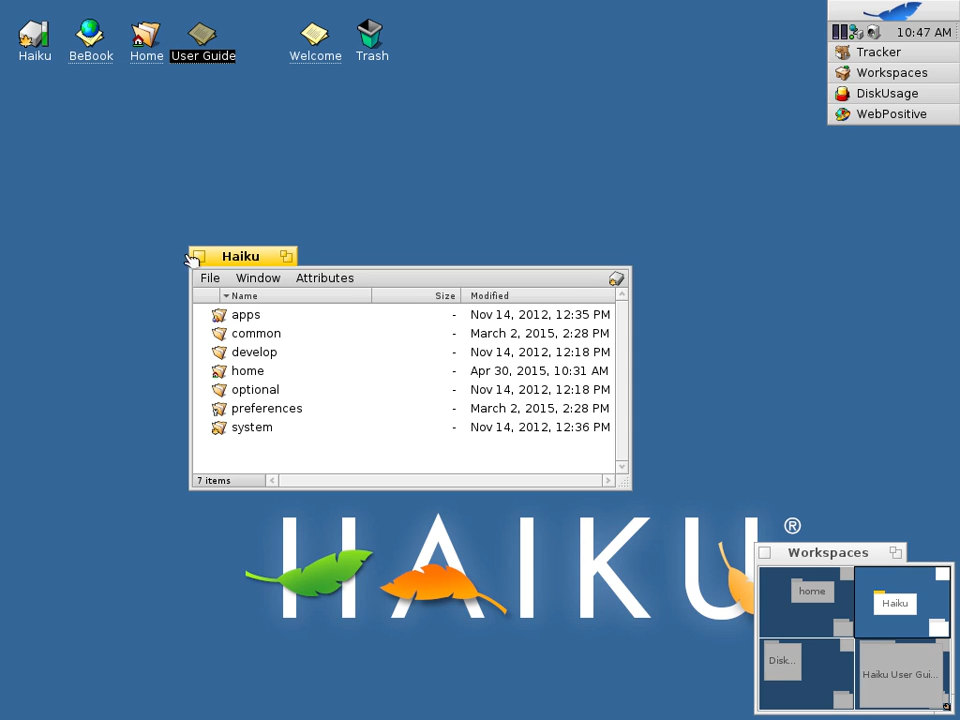 Haiku
BeBook
Home
User Guide
Welcome
Trash
10:47 AM
Tracker
Workspaces
DiskUsage
WebPositive
Haiku
File Window Attributes
Name Size Modified
apps - Nov 14, 2012, 12:35 PM
common - March 2, 2015, 2:28 PM
develop - Nov 14, 2012, 12:18 PM
home - Apr 30, 2015, 10:31 AM
optional - Nov 14, 2012, 12:18 PM
preferences - March 2, 2015, 2:28 PM
system - Nov 14, 2012, 12:36 PM
7 items
HAIKU®
Workspaces
home
Haiku
Disk...
Haiku User Gui...